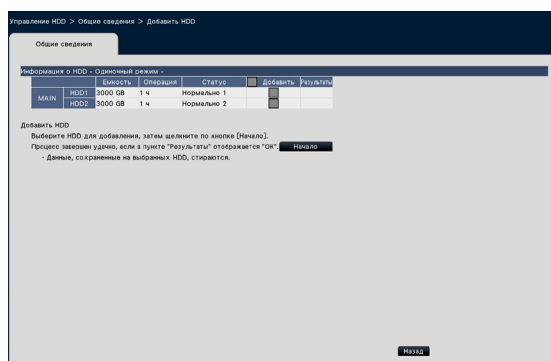 Управление HDD > Общие сведения > Добавить HDD
Общие сведения
Информация о HDD - Одиночный режим -
Емкость Операция Статус Добавить Результаты
MAIN HDD1 3000 GB 1 ч Нормально 1
HDD2 3000 GB 1 ч Нормально 2
Добавить HDD
Выберите HDD для добавления, затем щелкните по кнопке [Начало].
Процесс завершен удачно, если в пункте "Результаты" отображается "OK". Начало
・Данные, сохраненные на выбранных HDD, стираются.
Назад